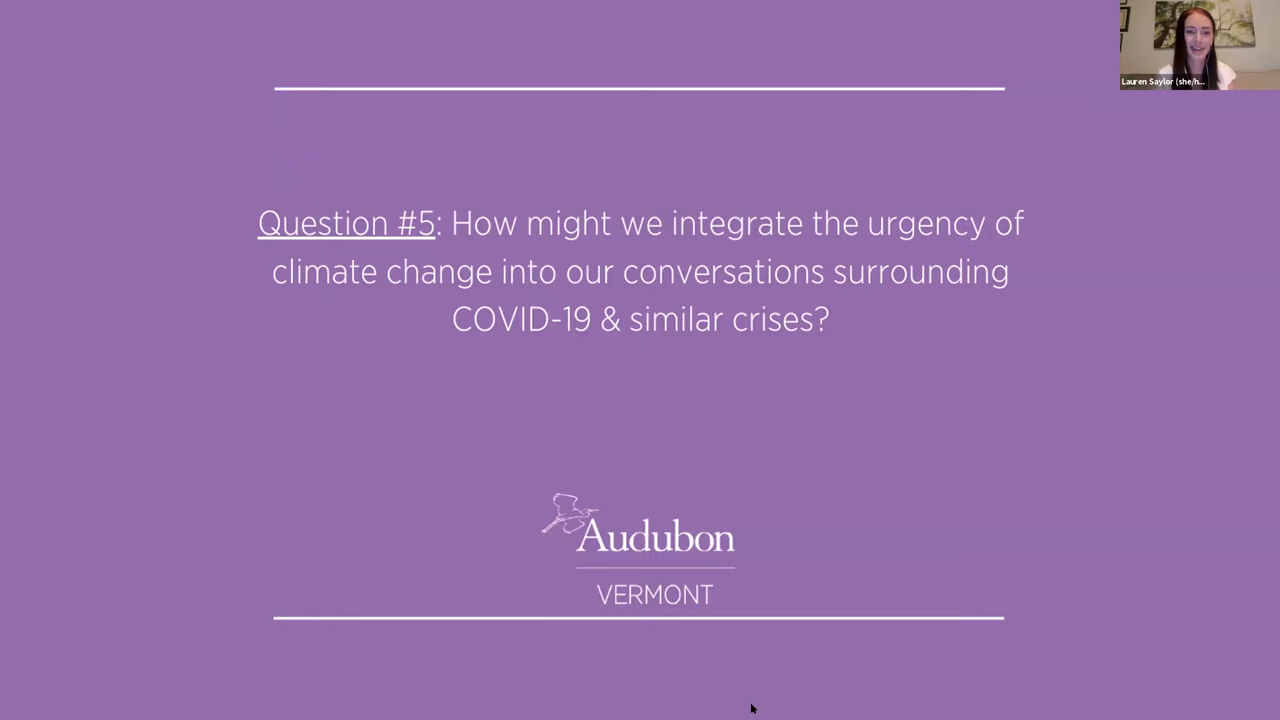 Lauren Saylor (she/h...
Question #5: How might we integrate the urgency of
climate change into our conversations surrounding
COVID-19 & similar crises?
Audubon
VERMONT